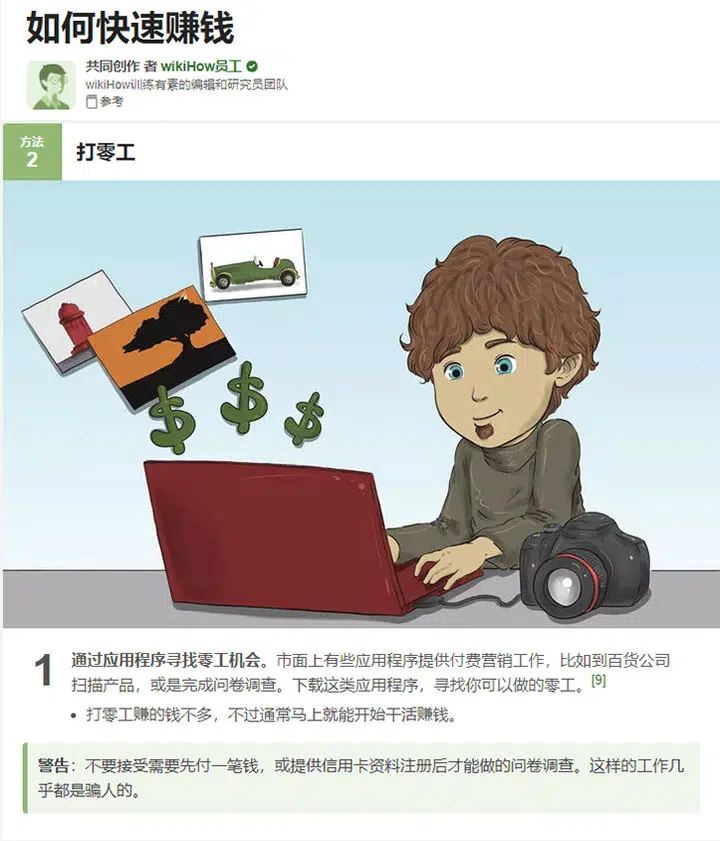 如何快速赚钱
共同创作者 wikiHow员工
wikiHow训练有素的编辑和研究员团队
参考
方法
2
打零工
$ $ $
1 通过应用程序寻找零工机会。市面上有些应用程序提供付费营销工作，比如到百货公司
扫描产品，或是完成问卷调查。下载这类应用程序，寻找你可以做的零工。[9]
• 打零工赚的钱不多，不过通常马上就能开始干活赚钱。
警告：不要接受需要先付一笔钱，或提供信用卡资料注册后才能做的问卷调查。这样的工作几
乎都是骗人的。